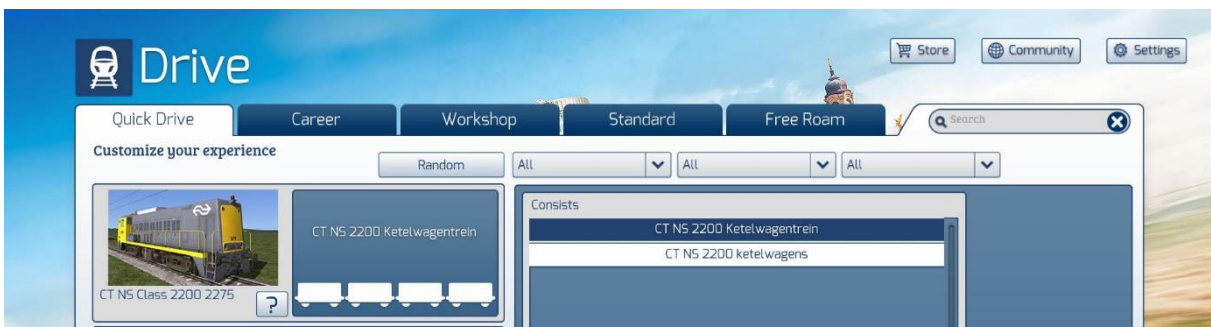 Drive
Store
Community
Settings
Quick Drive
Career
Workshop
Standard
Free Roam
Search
Customize your experience
Random
All
All
All
CT NS 2200 Ketelwagentrein
CT NS Class 2200 2275
?
Consists
CT NS 2200 Ketelwagentrein
CT NS 2200 ketelwagens